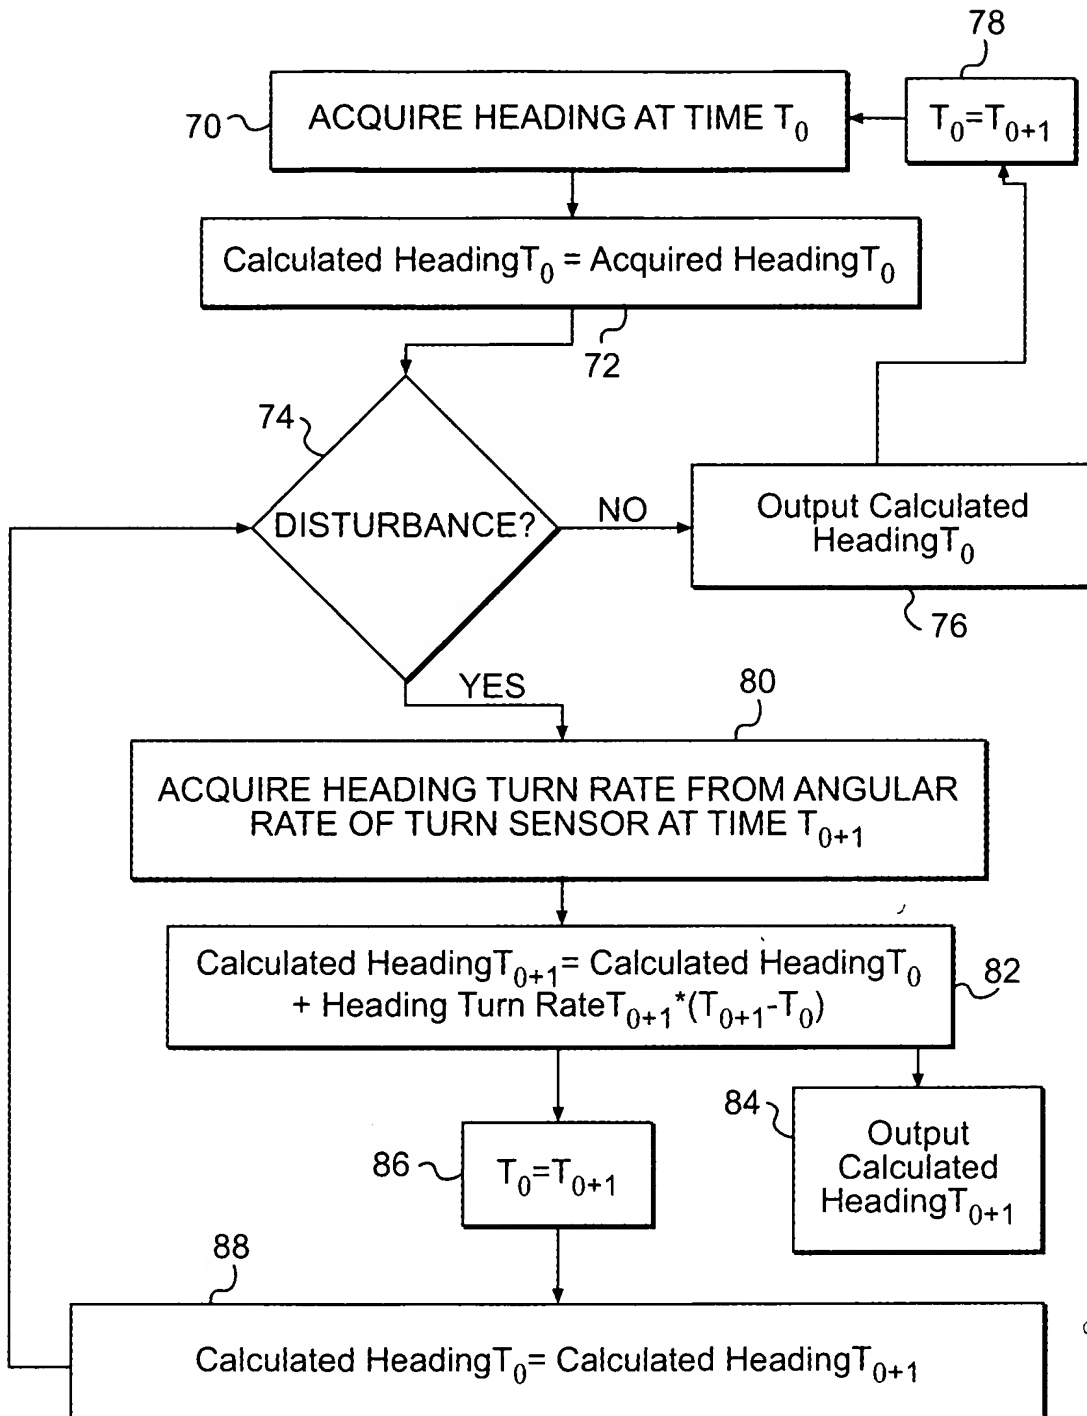 78
70
ACQUIRE HEADING AT TIME T₀
T₀=T₀₊₁
Calculated HeadingT₀ = Acquired HeadingT₀
72
74
DISTURBANCE?
NO
Output Calculated
HeadingT₀
76
YES
80
ACQUIRE HEADING TURN RATE FROM ANGULAR
RATE OF TURN SENSOR AT TIME T₀₊₁
Calculated HeadingT₀₊₁= Calculated HeadingT₀
+ Heading Turn RateT₀₊₁*(T₀₊₁-T₀)
82
84
Output
Calculated
HeadingT₀₊₁
86
T₀=T₀₊₁
88
Calculated HeadingT₀= Calculated HeadingT₀₊₁